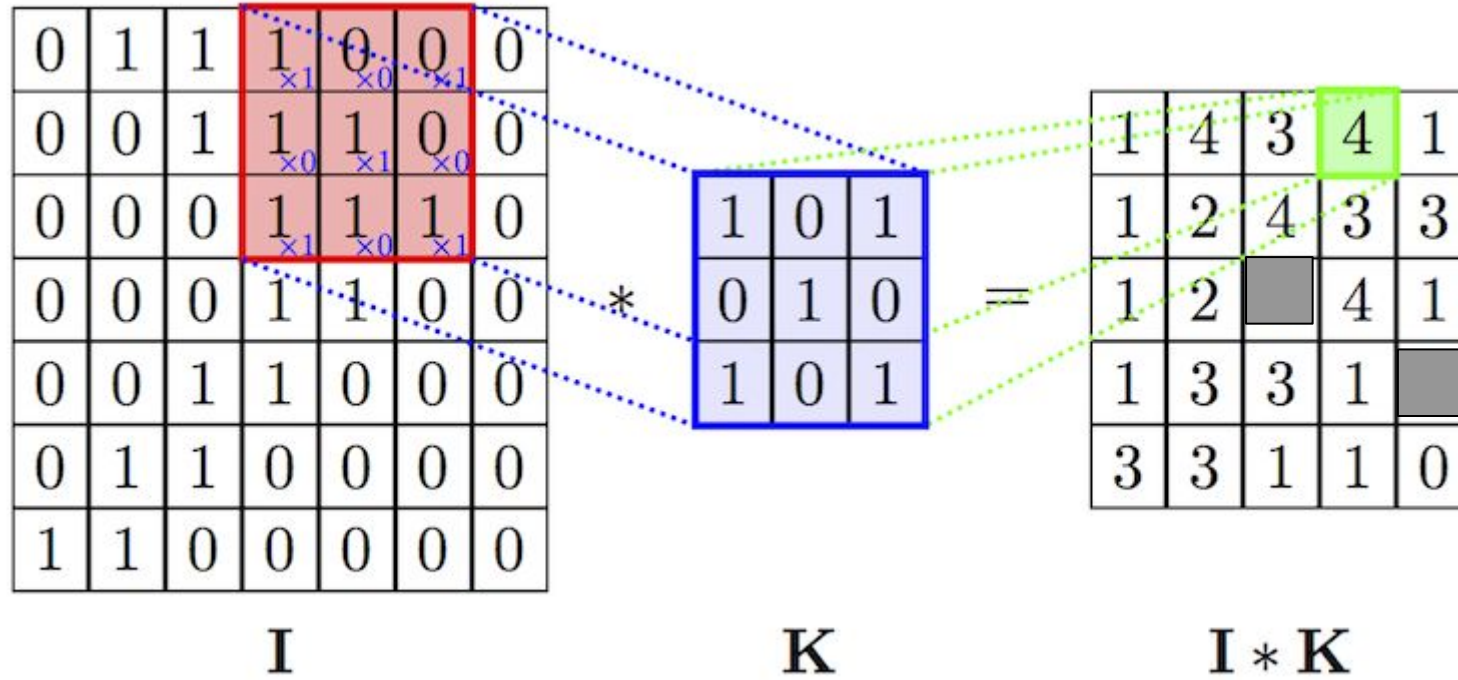 0 1 1 1×1 0×0 0×1 0
0 0 1 1×0 1×1 0×0 0
0 0 0 1×1 1×0 1×1 0
0 0 0 1 1 0 0
0 0 1 1 0 0 0
0 1 1 0 0 0 0
1 1 0 0 0 0 0
I
*
1 0 1
0 1 0
1 0 1
K
=
1 4 3 4 1
1 2 4 3 3
1 2 4 1
1 3 3 1
3 3 1 1 0
I * K